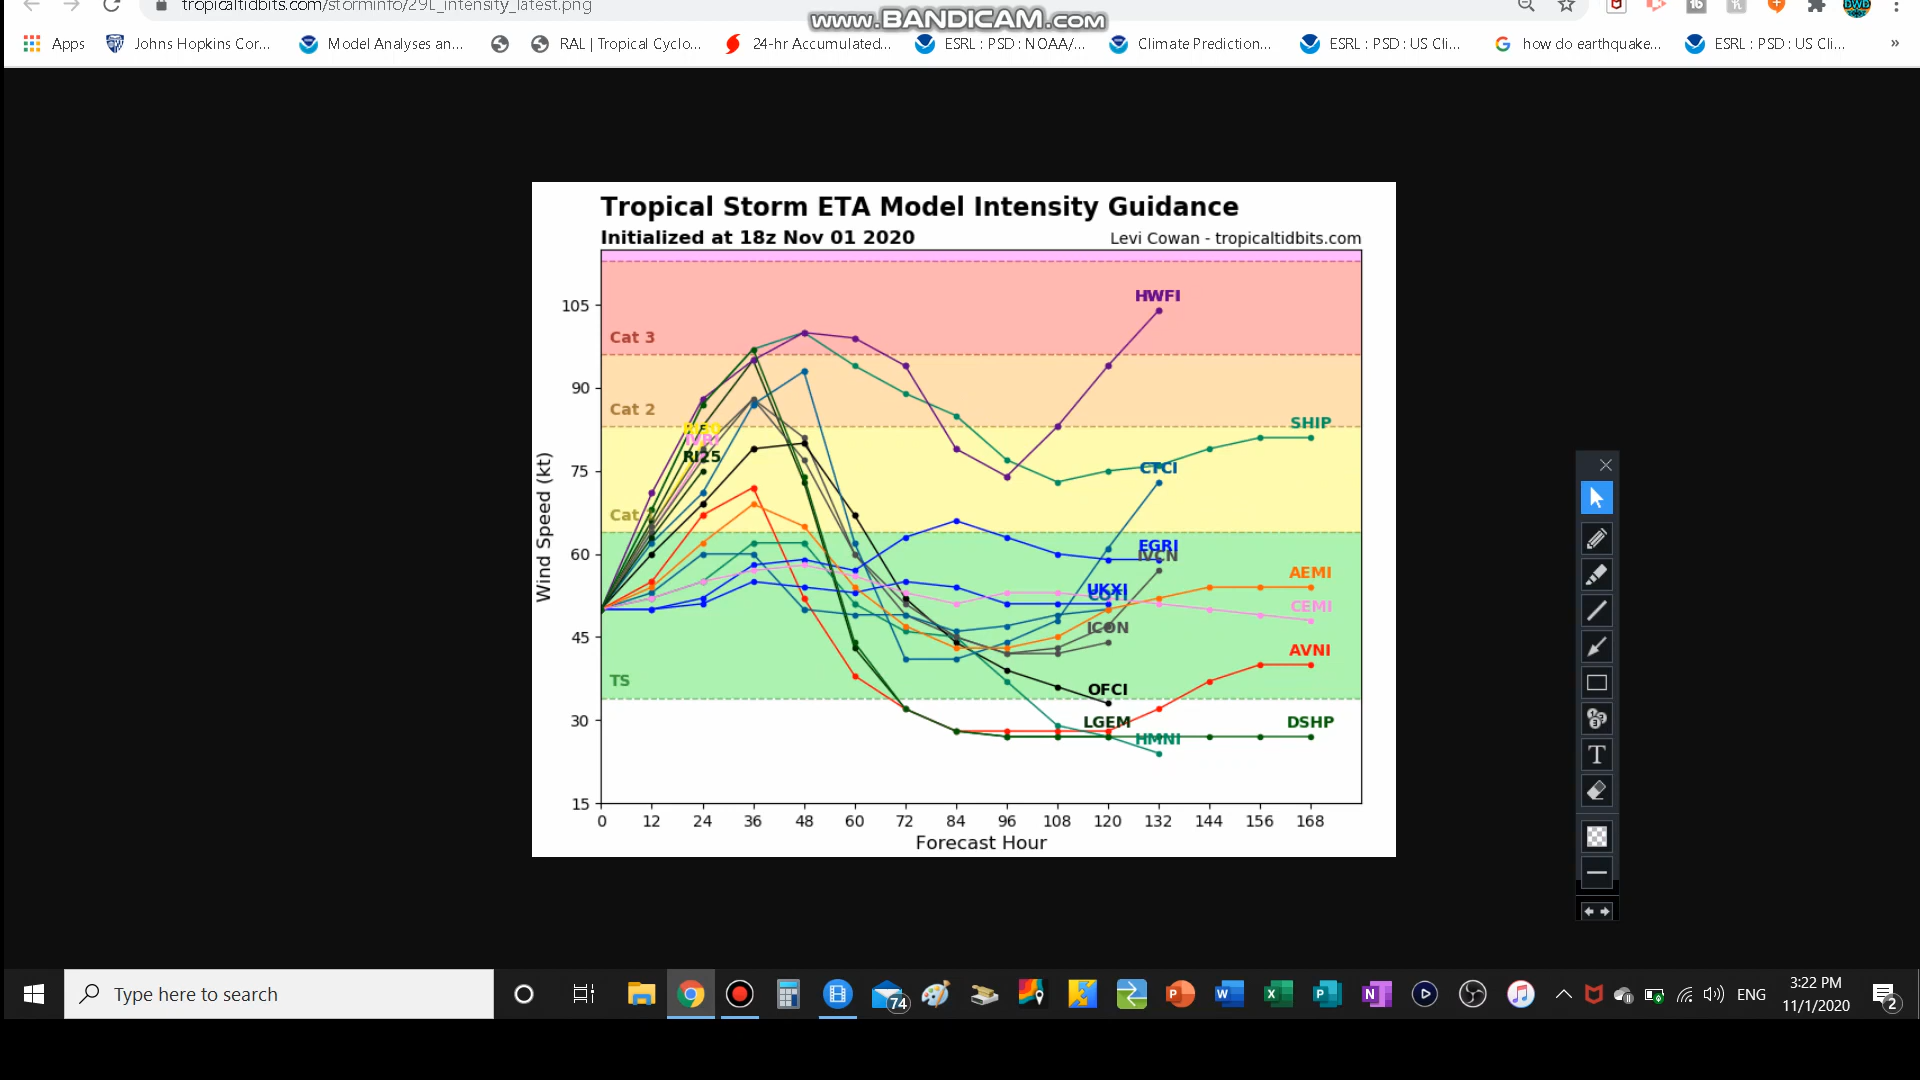 tropicaltidbits.com/storminfo/29L_intensity_latest.png
www.BANDICAM.com
Apps
Johns Hopkins Cor...
Model Analyses an...
RAL | Tropical Cyclo...
24-hr Accumulated...
ESRL : PSD : NOAA/...
Climate Prediction...
ESRL : PSD : US Cli...
how do earthquake...
ESRL : PSD : US Cli...
»
Tropical Storm ETA Model Intensity Guidance
Initialized at 18z Nov 01 2020
Levi Cowan - tropicaltidbits.com
Wind Speed (kt)
105
90
75
60
45
30
15
Cat 3
Cat 2
Cat
TS
RI30
IVRI
RI25
HWFI
SHIP
CTCI
EGRI
IVCN
AEMI
UKXI
COTI
CEMI
ICON
AVNI
OFCI
LGEM
DSHP
HMNI
0 12 24 36 48 60 72 84 96 108 120 132 144 156 168
Forecast Hour
T
Type here to search
74
ENG
3:22 PM
11/1/2020
2